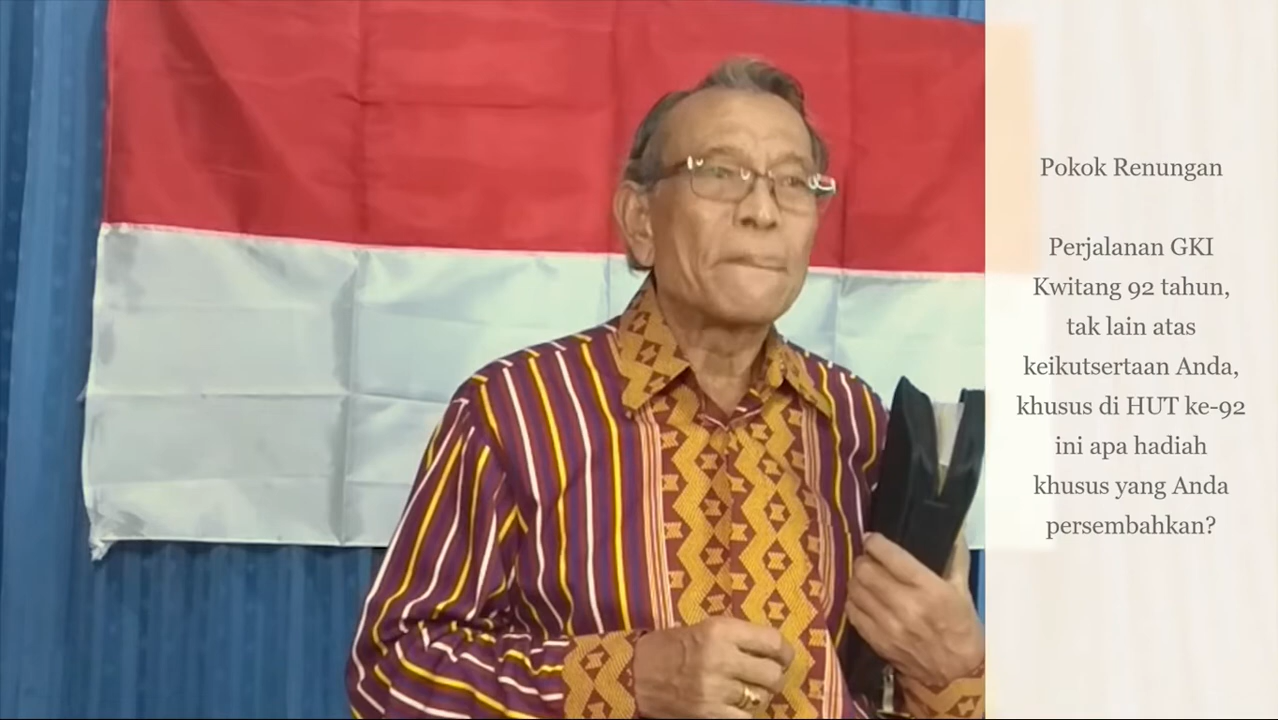 Pokok Renungan
Perjalanan GKI
Kwitang 92 tahun,
tak lain atas
keikutsertaan Anda,
khusus di HUT ke-92
ini apa hadiah
khusus yang Anda
persembahkan?